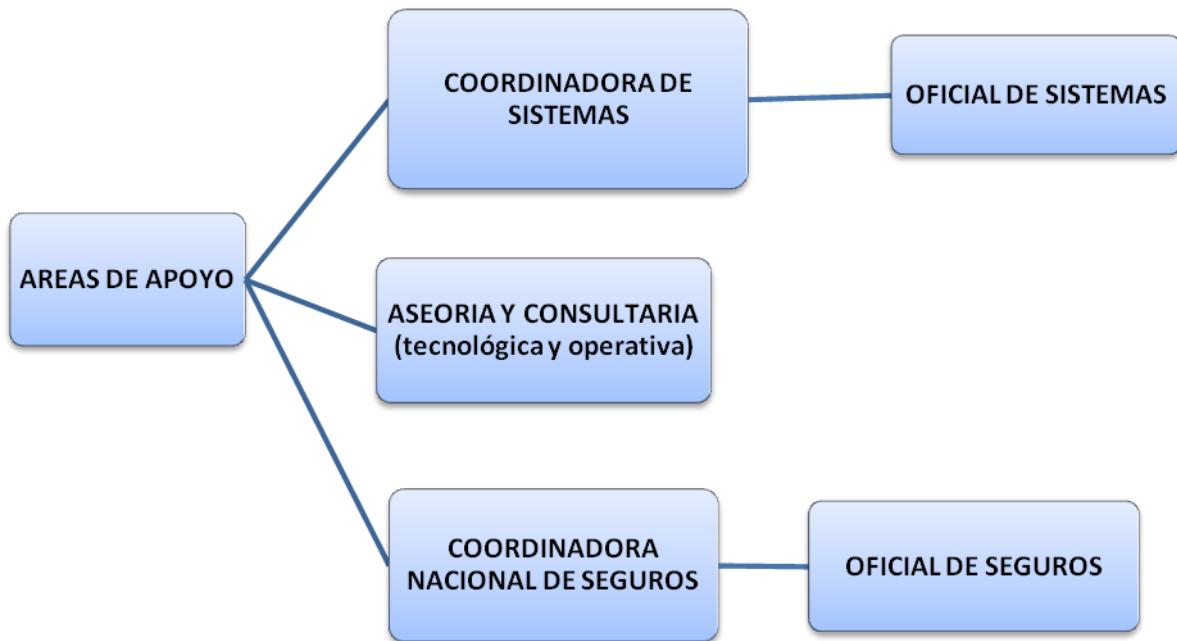 COORDINADORA DE
SISTEMAS
OFICIAL DE SISTEMAS
AREAS DE APOYO
ASEORIA Y CONSULTARIA
(tecnológica y operativa)
COORDINADORA
NACIONAL DE SEGUROS
OFICIAL DE SEGUROS